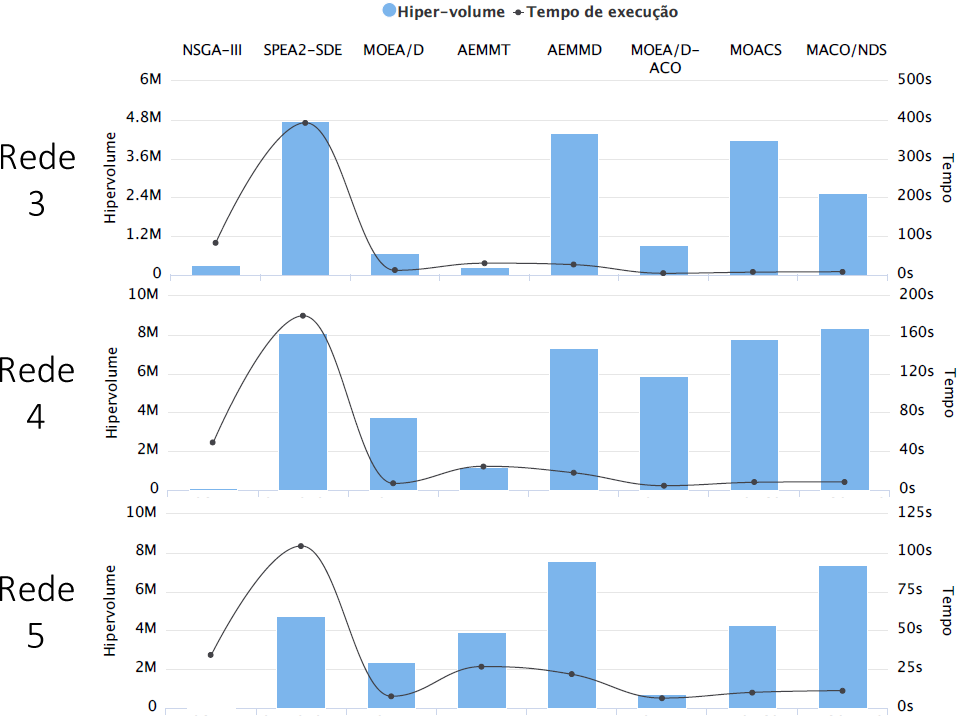 Hiper-volume Tempo de execução
NSGA-III SPEA2-SDE MOEA/D AEMMT AEMMD MOEA/D-ACO MOACS MACO/NDS
Rede 3
Hipervolume
6M
4.8M
3.6M
2.4M
1.2M
0
500s
400s
300s
200s
100s
0s
Tempo
Rede 4
Hipervolume
10M
8M
6M
4M
2M
0
200s
160s
120s
80s
40s
0s
Tempo
Rede 5
Hipervolume
10M
8M
6M
4M
2M
0
125s
100s
75s
50s
25s
0s
Tempo